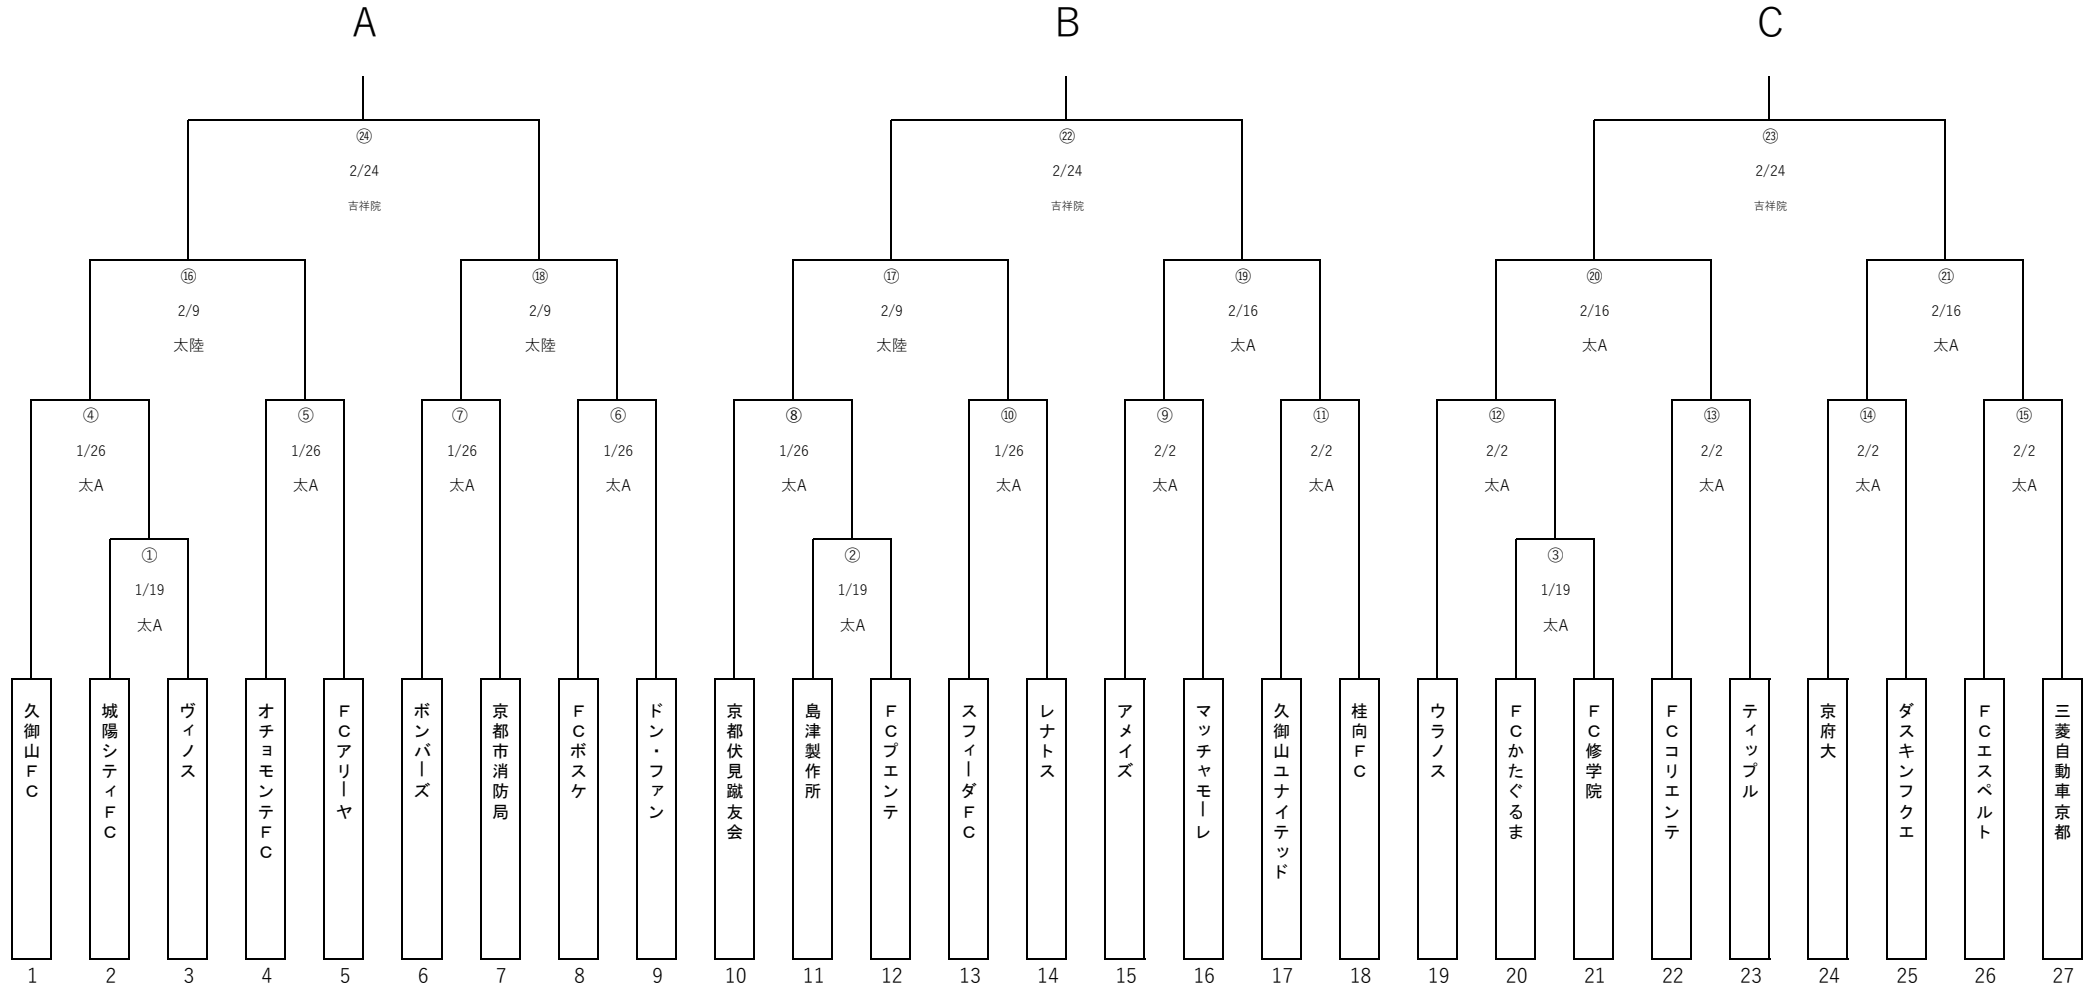 A
B
C
㉔
㉒
㉓
2/24
2/24
2/24
吉祥院
吉祥院
吉祥院
⑯
⑱
⑰
⑲
⑳
㉑
2/9
2/9
2/9
2/16
2/16
2/16
太陸
太陸
太陸
太A
太A
太A
④
⑤
⑦
⑥
⑧
⑩
⑨
⑪
⑫
⑬
⑭
⑮
1/26
1/26
1/26
1/26
1/26
1/26
2/2
2/2
2/2
2/2
2/2
2/2
太A
太A
太A
太A
太A
太A
太A
太A
太A
太A
太A
太A
①
②
③
1/19
1/19
1/19
太A
太A
太A
久御山ＦＣ
城陽シティＦＣ
ヴィノス
オチョモンテＦＣ
ＦＣアリーヤ
ボンバーズ
京都市消防局
ＦＣボスケ
ドン・ファン
京都伏見蹴友会
島津製作所
ＦＣプエンテ
スフィーダＦＣ
レナトス
アメイズ
マッチャモーレ
久御山ユナイテッド
桂向ＦＣ
ウラノス
ＦＣかたぐるま
ＦＣ修学院
ＦＣコリエンテ
ティップル
京府大
ダスキンフクエ
ＦＣエスペルト
三菱自動車京都
1
2
3
4
5
6
7
8
9
10
11
12
13
14
15
16
17
18
19
20
21
22
23
24
25
26
27